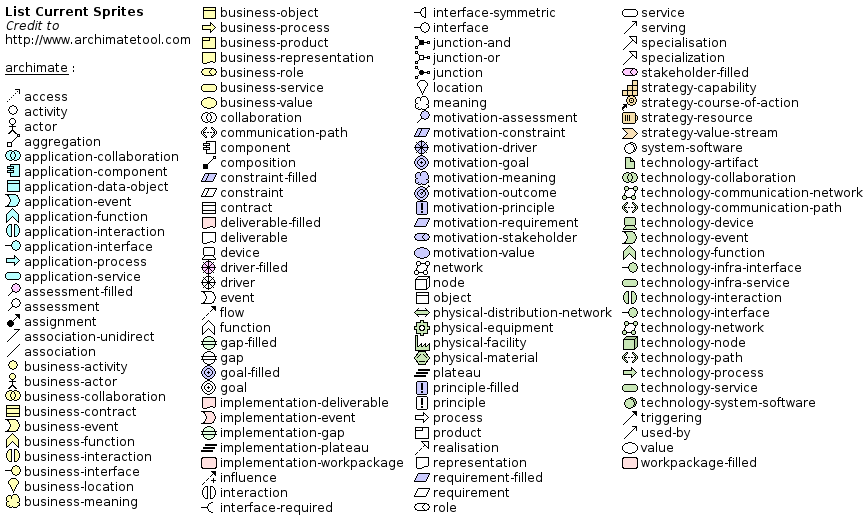 List Current Sprites
Credit to
http://www.archimatetool.com
archimate :
access
activity
actor
aggregation
application-collaboration
application-component
application-data-object
application-event
application-function
application-interaction
application-interface
application-process
application-service
assessment-filled
assessment
assignment
association-unidirect
association
business-activity
business-actor
business-collaboration
business-contract
business-event
business-function
business-interaction
business-interface
business-location
business-meaning
business-object
business-process
business-product
business-representation
business-role
business-service
business-value
collaboration
communication-path
component
composition
constraint-filled
constraint
contract
deliverable-filled
deliverable
device
driver-filled
driver
event
flow
function
gap-filled
gap
goal-filled
goal
implementation-deliverable
implementation-event
implementation-gap
implementation-plateau
implementation-workpackage
influence
interaction
interface-required
interface-symmetric
interface
junction-and
junction-or
junction
location
meaning
motivation-assessment
motivation-constraint
motivation-driver
motivation-goal
motivation-meaning
motivation-outcome
motivation-principle
motivation-requirement
motivation-stakeholder
motivation-value
network
node
object
physical-distribution-network
physical-equipment
physical-facility
physical-material
plateau
principle-filled
principle
process
product
realisation
representation
requirement-filled
requirement
role
service
serving
specialisation
specialization
stakeholder-filled
strategy-capability
strategy-course-of-action
strategy-resource
strategy-value-stream
system-software
technology-artifact
technology-collaboration
technology-communication-network
technology-communication-path
technology-device
technology-event
technology-function
technology-infra-interface
technology-infra-service
technology-interaction
technology-interface
technology-network
technology-node
technology-path
technology-process
technology-service
technology-system-software
triggering
used-by
value
workpackage-filled